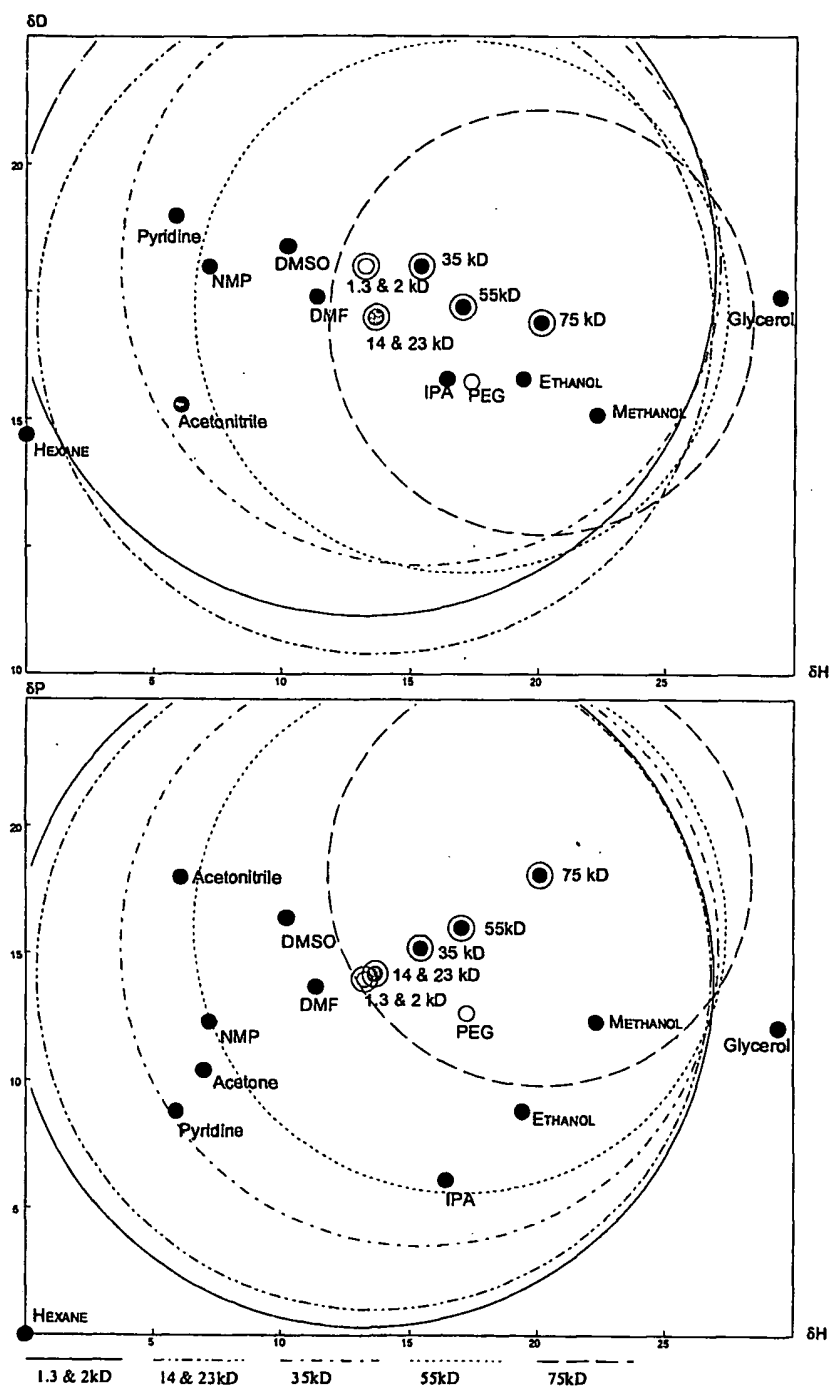 δD
20
Pyridine
DMSO
35 kD
NMP
1.3 & 2 kD
55kD
DMF
75 kD
Glycerol
14 & 23 kD
IPA
PEG
ETHANOL
METHANOL
15
Acetonitrile
HEXANE
10
5
10
15
20
25
δH
δP
20
Acetonitrile
75 kD
DMSO
55kD
15
35 kD
14 & 23 kD
DMF
1.3 & 2 kD
PEG
NMP
METHANOL
Glycerol
10
Acetone
Pyridine
ETHANOL
IPA
5
HEXANE
5
10
15
20
25
δH
1.3 & 2kD 14 & 23kD 35kD 55kD 75kD